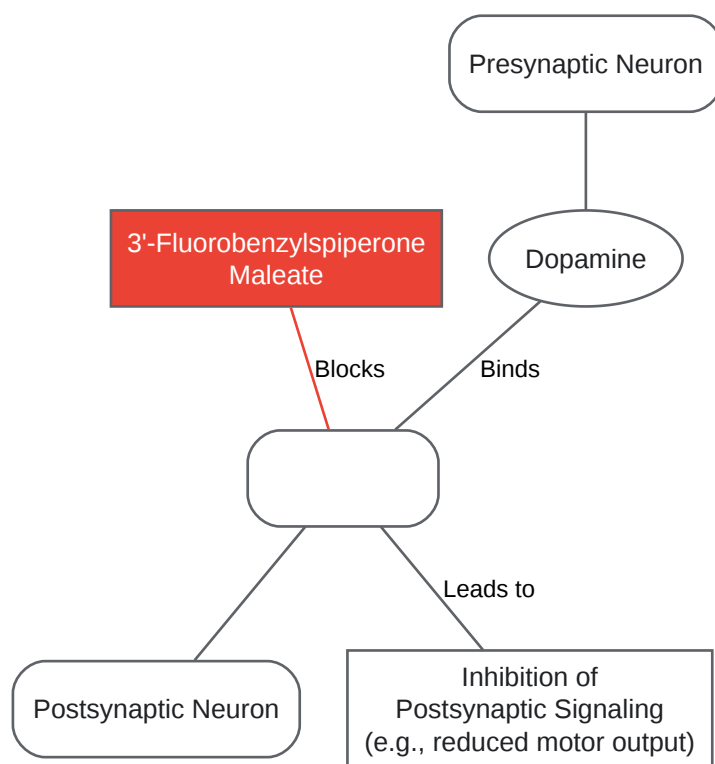 Presynaptic Neuron
3'-Fluorobenzylspiperone
Maleate
Dopamine
Blocks
Binds
Leads to
Postsynaptic Neuron
Inhibition of
Postsynaptic Signaling
(e.g., reduced motor output)